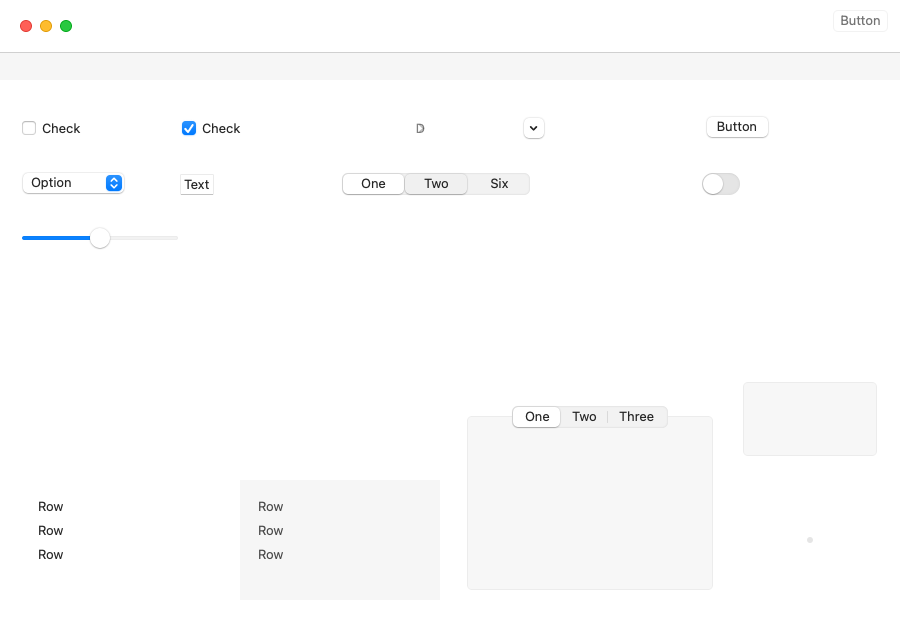 Button
Check
Check
D
Button
Option
Text
One
Two
Six
One
Two
Three
Row
Row
Row
Row
Row
Row